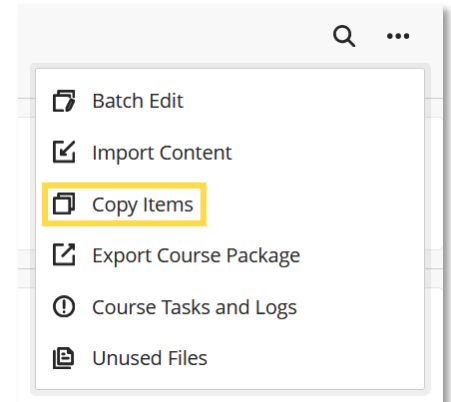 Batch Edit
Import Content
Copy Items
Export Course Package
Course Tasks and Logs
Unused Files